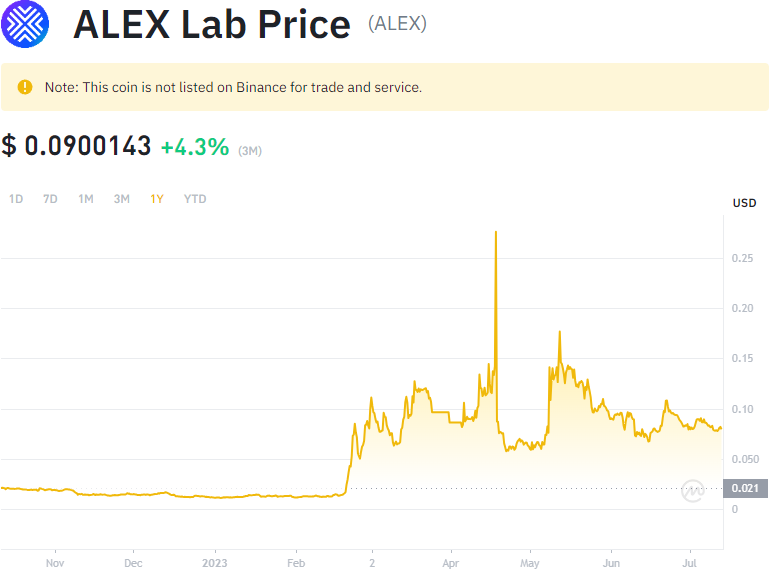 ALEX Lab Price (ALEX)
Note: This coin is not listed on Binance for trade and service.
$ 0.0900143 +4.3% (3M)
1D 7D 1M 3M 1Y YTD
USD
0.25
0.20
0.15
0.10
0.050
0.021
0
Nov Dec 2023 Feb 2 Apr May Jun Jul